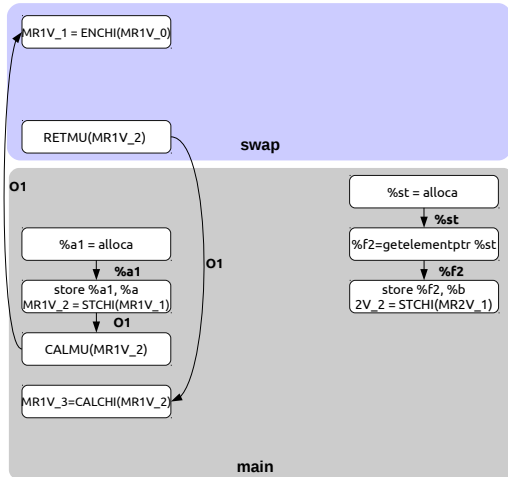 MR1V_1 = ENCHI(MR1V_0)
RETMU(MR1V_2)
swap
O1
%st = alloca
%st
%a1 = alloca
%f2=getelementptr %st
O1
%a1
%f2
store %a1, %a
MR1V_2 = STCHI(MR1V_1)
store %f2, %b
2V_2 = STCHI(MR2V_1)
O1
CALMU(MR1V_2)
MR1V_3=CALCHI(MR1V_2)
main